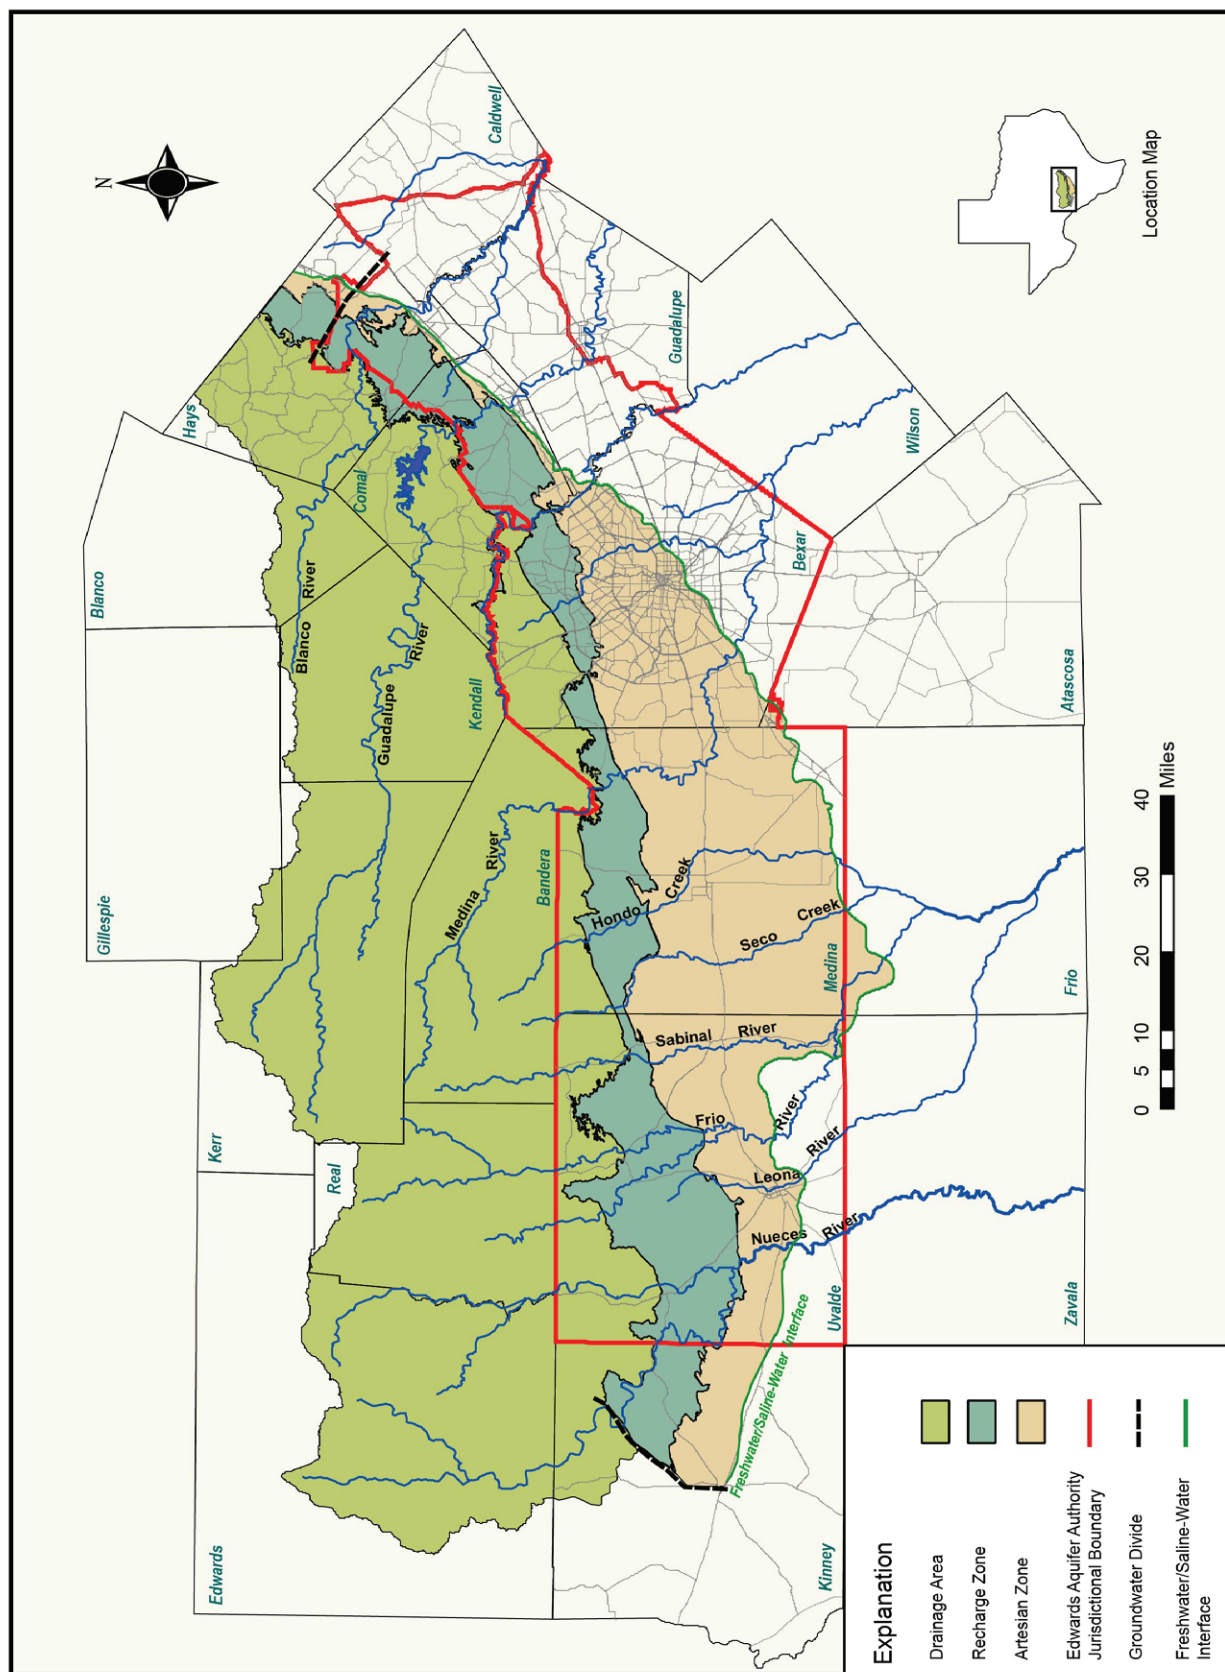 N
Caldwell
Hays
Comal
Blanco
Blanco
River
Guadalupe
River
Guadalupe
Kendall
Gillespie
Medina
River
Bandera
Hondo
Creek
Seco
Creek
Medina
Bexar
Wilson
Atascosa
Frio
Kerr
Real
Sabinal
River
Frio
River
Leona
River
Nueces
River
Uvalde
Zavala
Edwards
Kinney
Freshwater/Saline-Water Interface
Location Map
0 5 10 20 30 40
Miles
Explanation
Drainage Area
Recharge Zone
Artesian Zone
Edwards Aquifer Authority
Jurisdictional Boundary
Groundwater Divide
Freshwater/Saline-Water
Interface